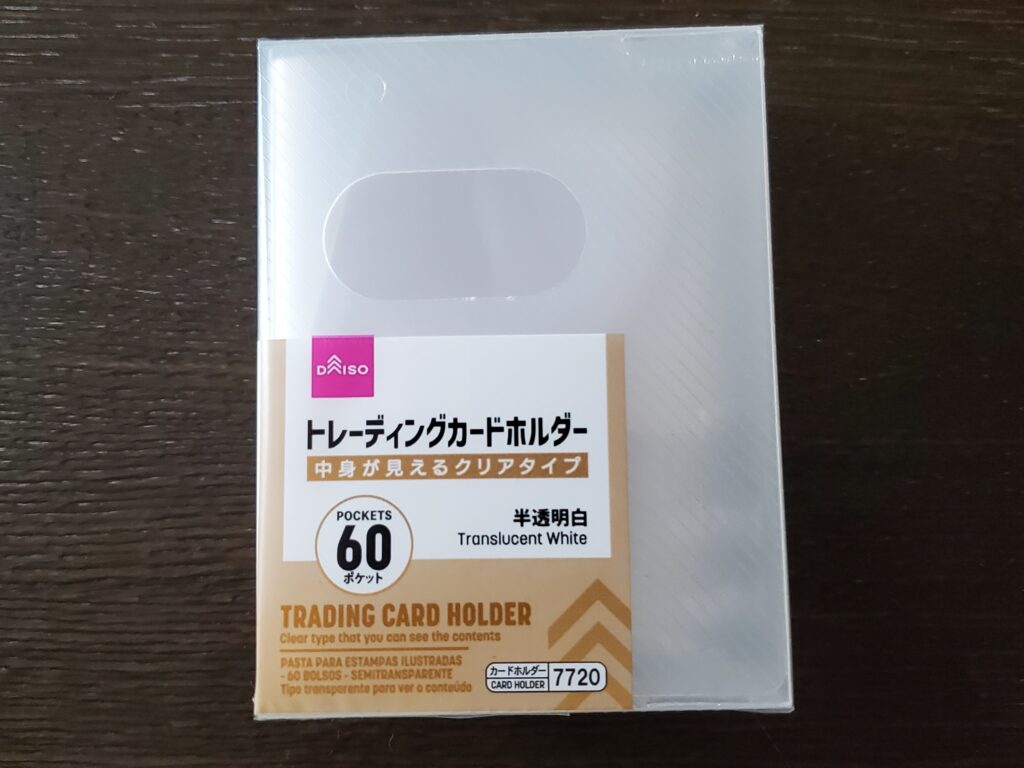 DAISO
トレーディングカードホルダー
中身が見えるクリアタイプ
POCKETS
60
ポケット
半透明白
Translucent White
TRADING CARD HOLDER
Clear type that you can see the contents
PASTA PARA ESTAMPAS ILUSTRADAS
- 60 BOLSOS - SEMITRANSPARENTE
Tipo transparente para ver o conteúdo
カードホルダー
CARD HOLDER
7720